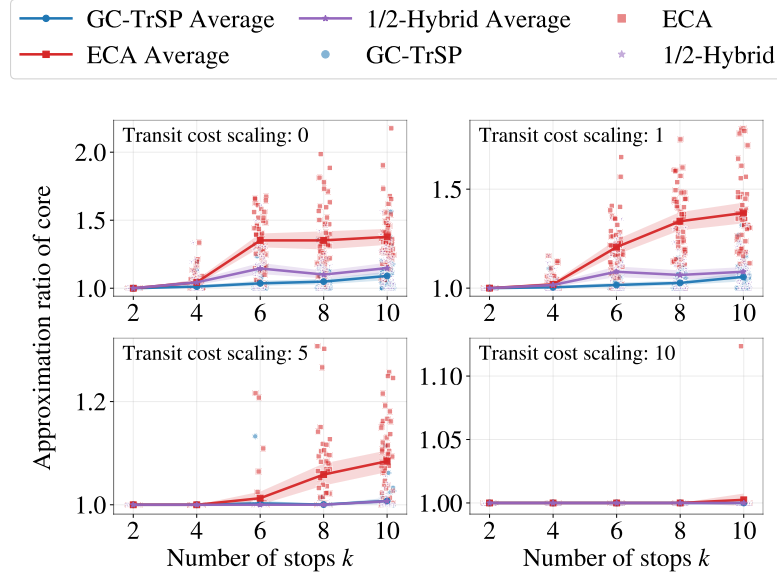 GC-TrSP Average
1/2-Hybrid Average
ECA
ECA Average
GC-TrSP
1/2-Hybrid
Approximation ratio of core
Transit cost scaling: 0
2.0
1.5
1.0
2 4 6 8 10
Transit cost scaling: 1
1.5
1.0
2 4 6 8 10
Transit cost scaling: 5
1.2
1.0
2 4 6 8 10
Number of stops k
Transit cost scaling: 10
1.10
1.05
1.00
2 4 6 8 10
Number of stops k